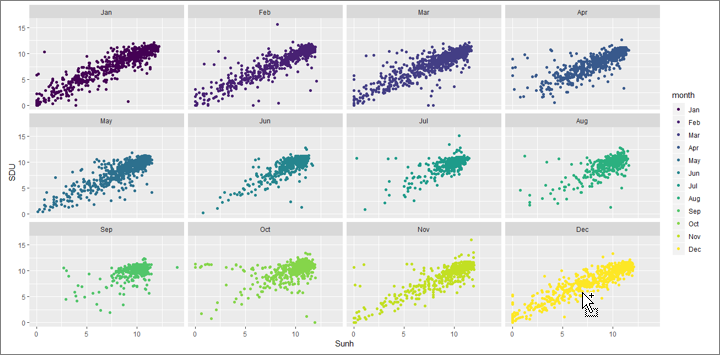 Jan Feb Mar Apr
15
10
5
0
May Jun Jul Aug
15
10
5
0
Sep Oct Nov Dec
15
10
5
0
0 5 10 0 5 10 0 5 10 0 5 10
Sunh
SDU
month
Jan
Feb
Mar
Apr
May
Jun
Jul
Aug
Sep
Oct
Nov
Dec